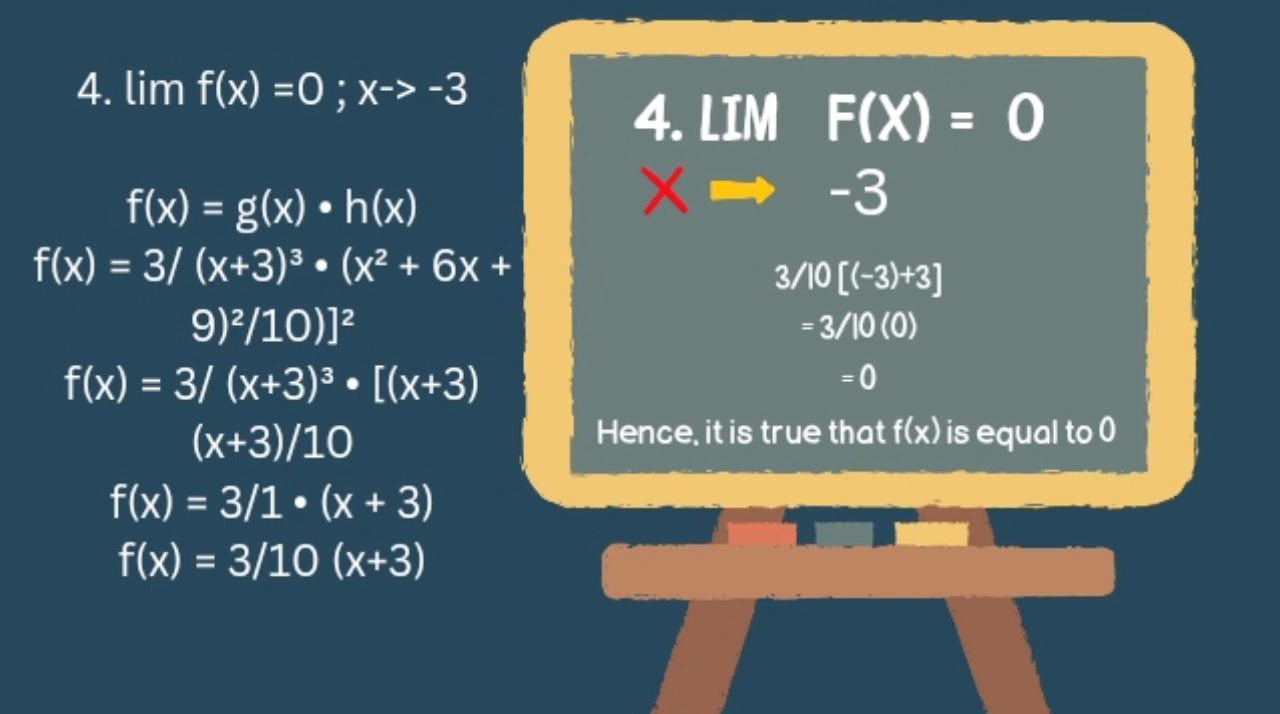 4. lim f(x) =0 ; x-> -3
f(x) = g(x) • h(x)
f(x) = 3/ (x+3)³ • (x² + 6x +
9)²/10)]²
f(x) = 3/ (x+3)³ • [(x+3)
(x+3)/10
f(x) = 3/1 • (x + 3)
f(x) = 3/10 (x+3)
4. LIM F(X) = 0
X → -3
3/10 [(-3)+3]
= 3/10 (0)
= 0
Hence, it is true that f(x) is equal to 0